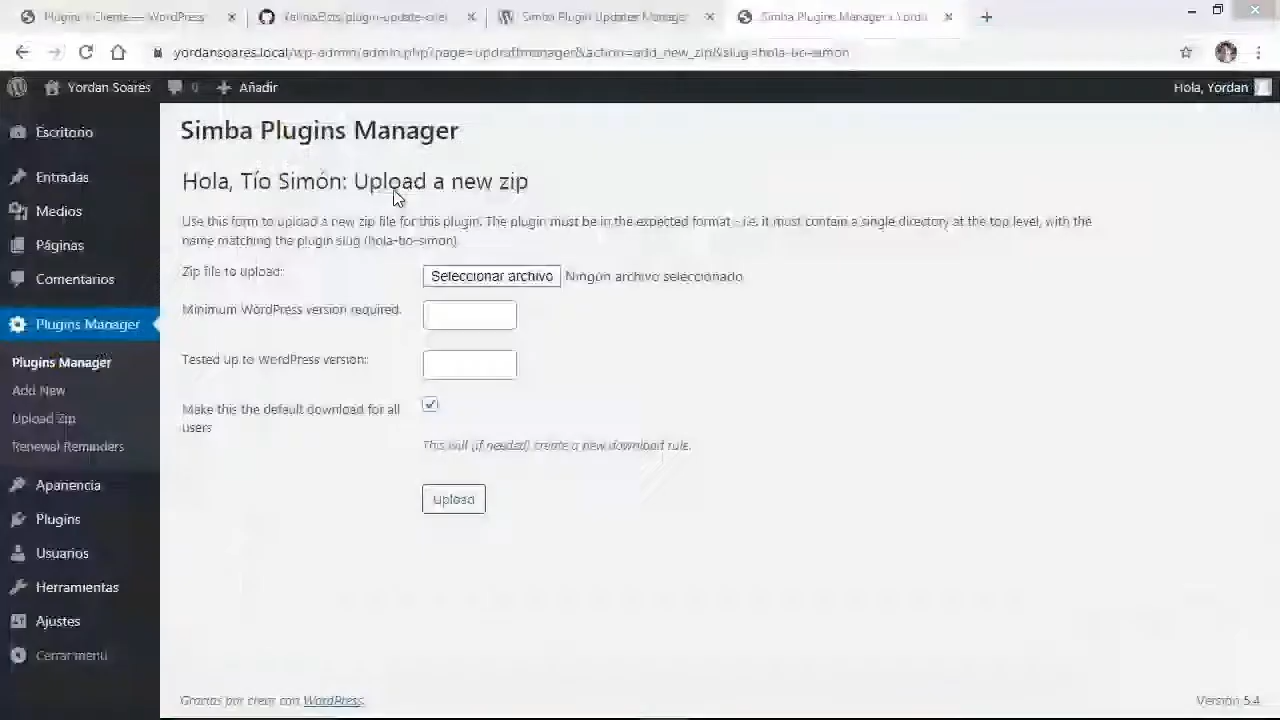 Plugins — Cliente — WordPress
Simba Plugin Updates Manager
Simba Plugins Manager ‹ Yorda
yordansoares.local/wp-admin/admin.php?page=updraftmanager&action=add_new_zip&slug=hola-tio-simon
Yordan Soares
0
Añadir
Hola, Yordan
Escritorio
Entradas
Medios
Páginas
Comentarios
Plugins Manager
Plugins Manager
Add New
Upload Zip
Renewal Reminders
Apariencia
Plugins
Usuarios
Herramientas
Ajustes
Cerrar menú
Simba Plugins Manager
Hola, Tío Simón: Upload a new zip
Use this form to upload a new zip file for this plugin. The plugin must be in the expected format - i.e. it must contain a single directory at the top level, with the
name matching the plugin slug (hola-tio-simon).
Zip file to upload:
Seleccionar archivo Ningún archivo seleccionado
Minimum WordPress version required:
Tested up to WordPress version:
Make this the default download for all
users
This will (if needed) create a new download rule.
Upload
Gracias por crear con WordPress.
Versión 5.4